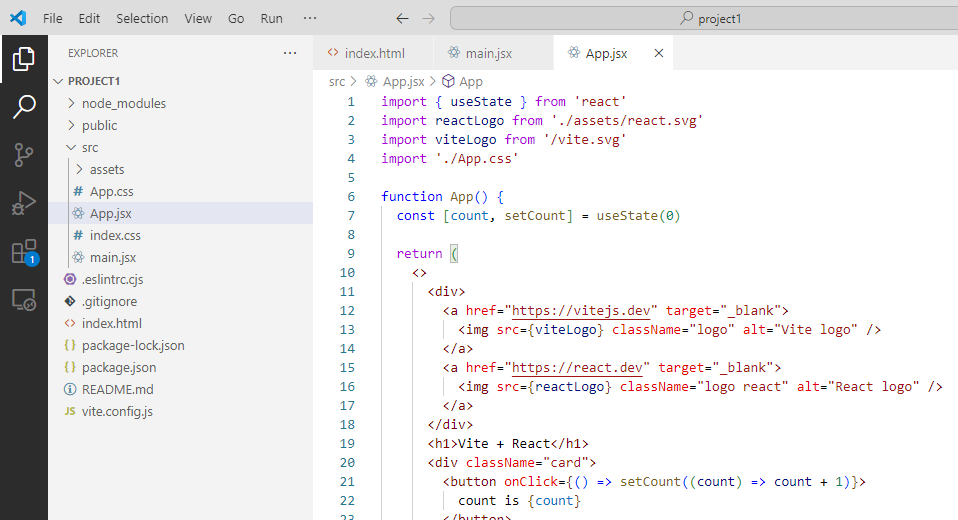 File Edit Selection View Go Run ··· project1
EXPLORER ···
PROJECT1
node_modules
public
src
assets
# App.css
App.jsx
# index.css
main.jsx
.eslintrc.cjs
.gitignore
<> index.html
{} package-lock.json
{} package.json
README.md
JS vite.config.js
1
<> index.html main.jsx App.jsx ×
src > App.jsx > App
1 import { useState } from 'react'
2 import reactLogo from './assets/react.svg'
3 import viteLogo from '/vite.svg'
4 import './App.css'
5
6 function App() {
7 const [count, setCount] = useState(0)
8
9 return (
10 <>
11 <div>
12 <a href="https://vitejs.dev" target="_blank">
13 <img src={viteLogo} className="logo" alt="Vite logo" />
14 </a>
15 <a href="https://react.dev" target="_blank">
16 <img src={reactLogo} className="logo react" alt="React logo" />
17 </a>
18 </div>
19 <h1>Vite + React</h1>
20 <div className="card">
21 <button onClick={() => setCount((count) => count + 1)}>
22 count is {count}
23 </button>